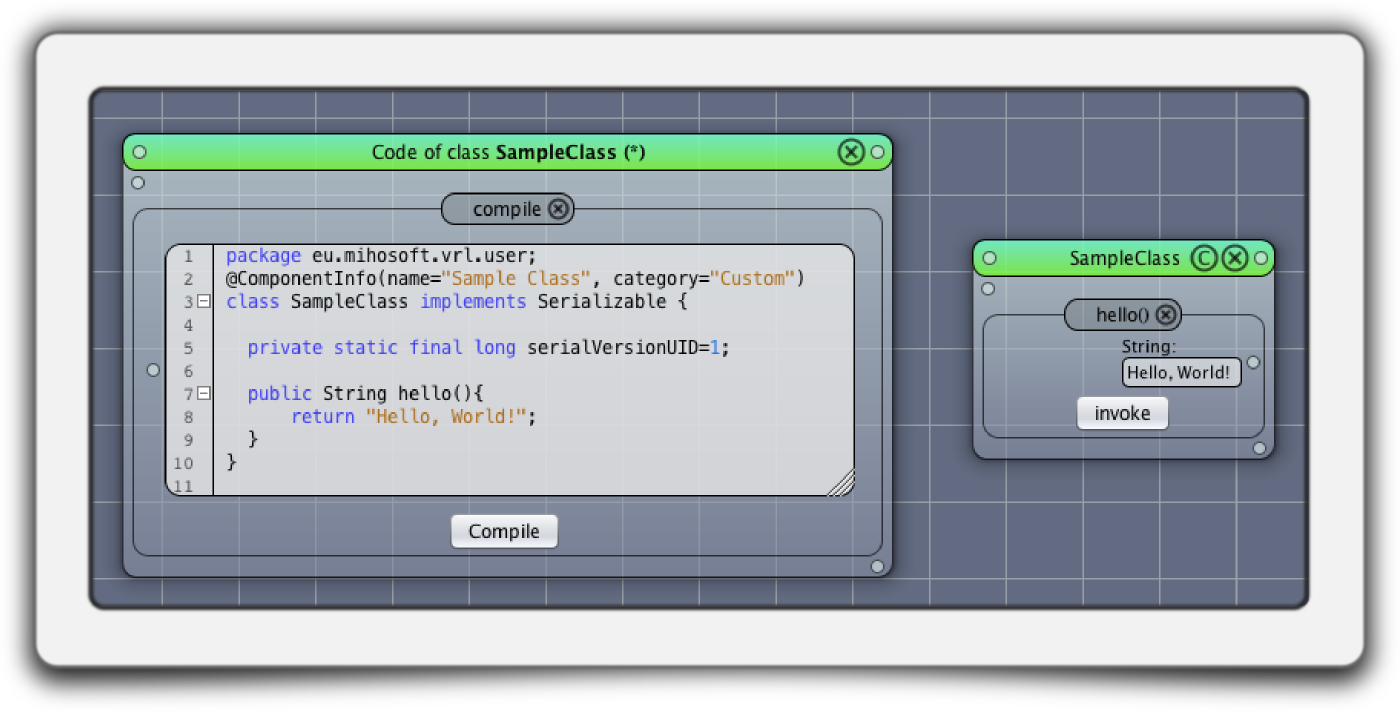 Code of class SampleClass (*)
compile
1 package eu.mihosoft.vrl.user;
2 @ComponentInfo(name="Sample Class", category="Custom")
3 class SampleClass implements Serializable {
4
5 private static final long serialVersionUID=1;
6
7 public String hello(){
8 return "Hello, World!";
9 }
10 }
11
Compile
SampleClass C
hello()
String:
Hello, World!
invoke